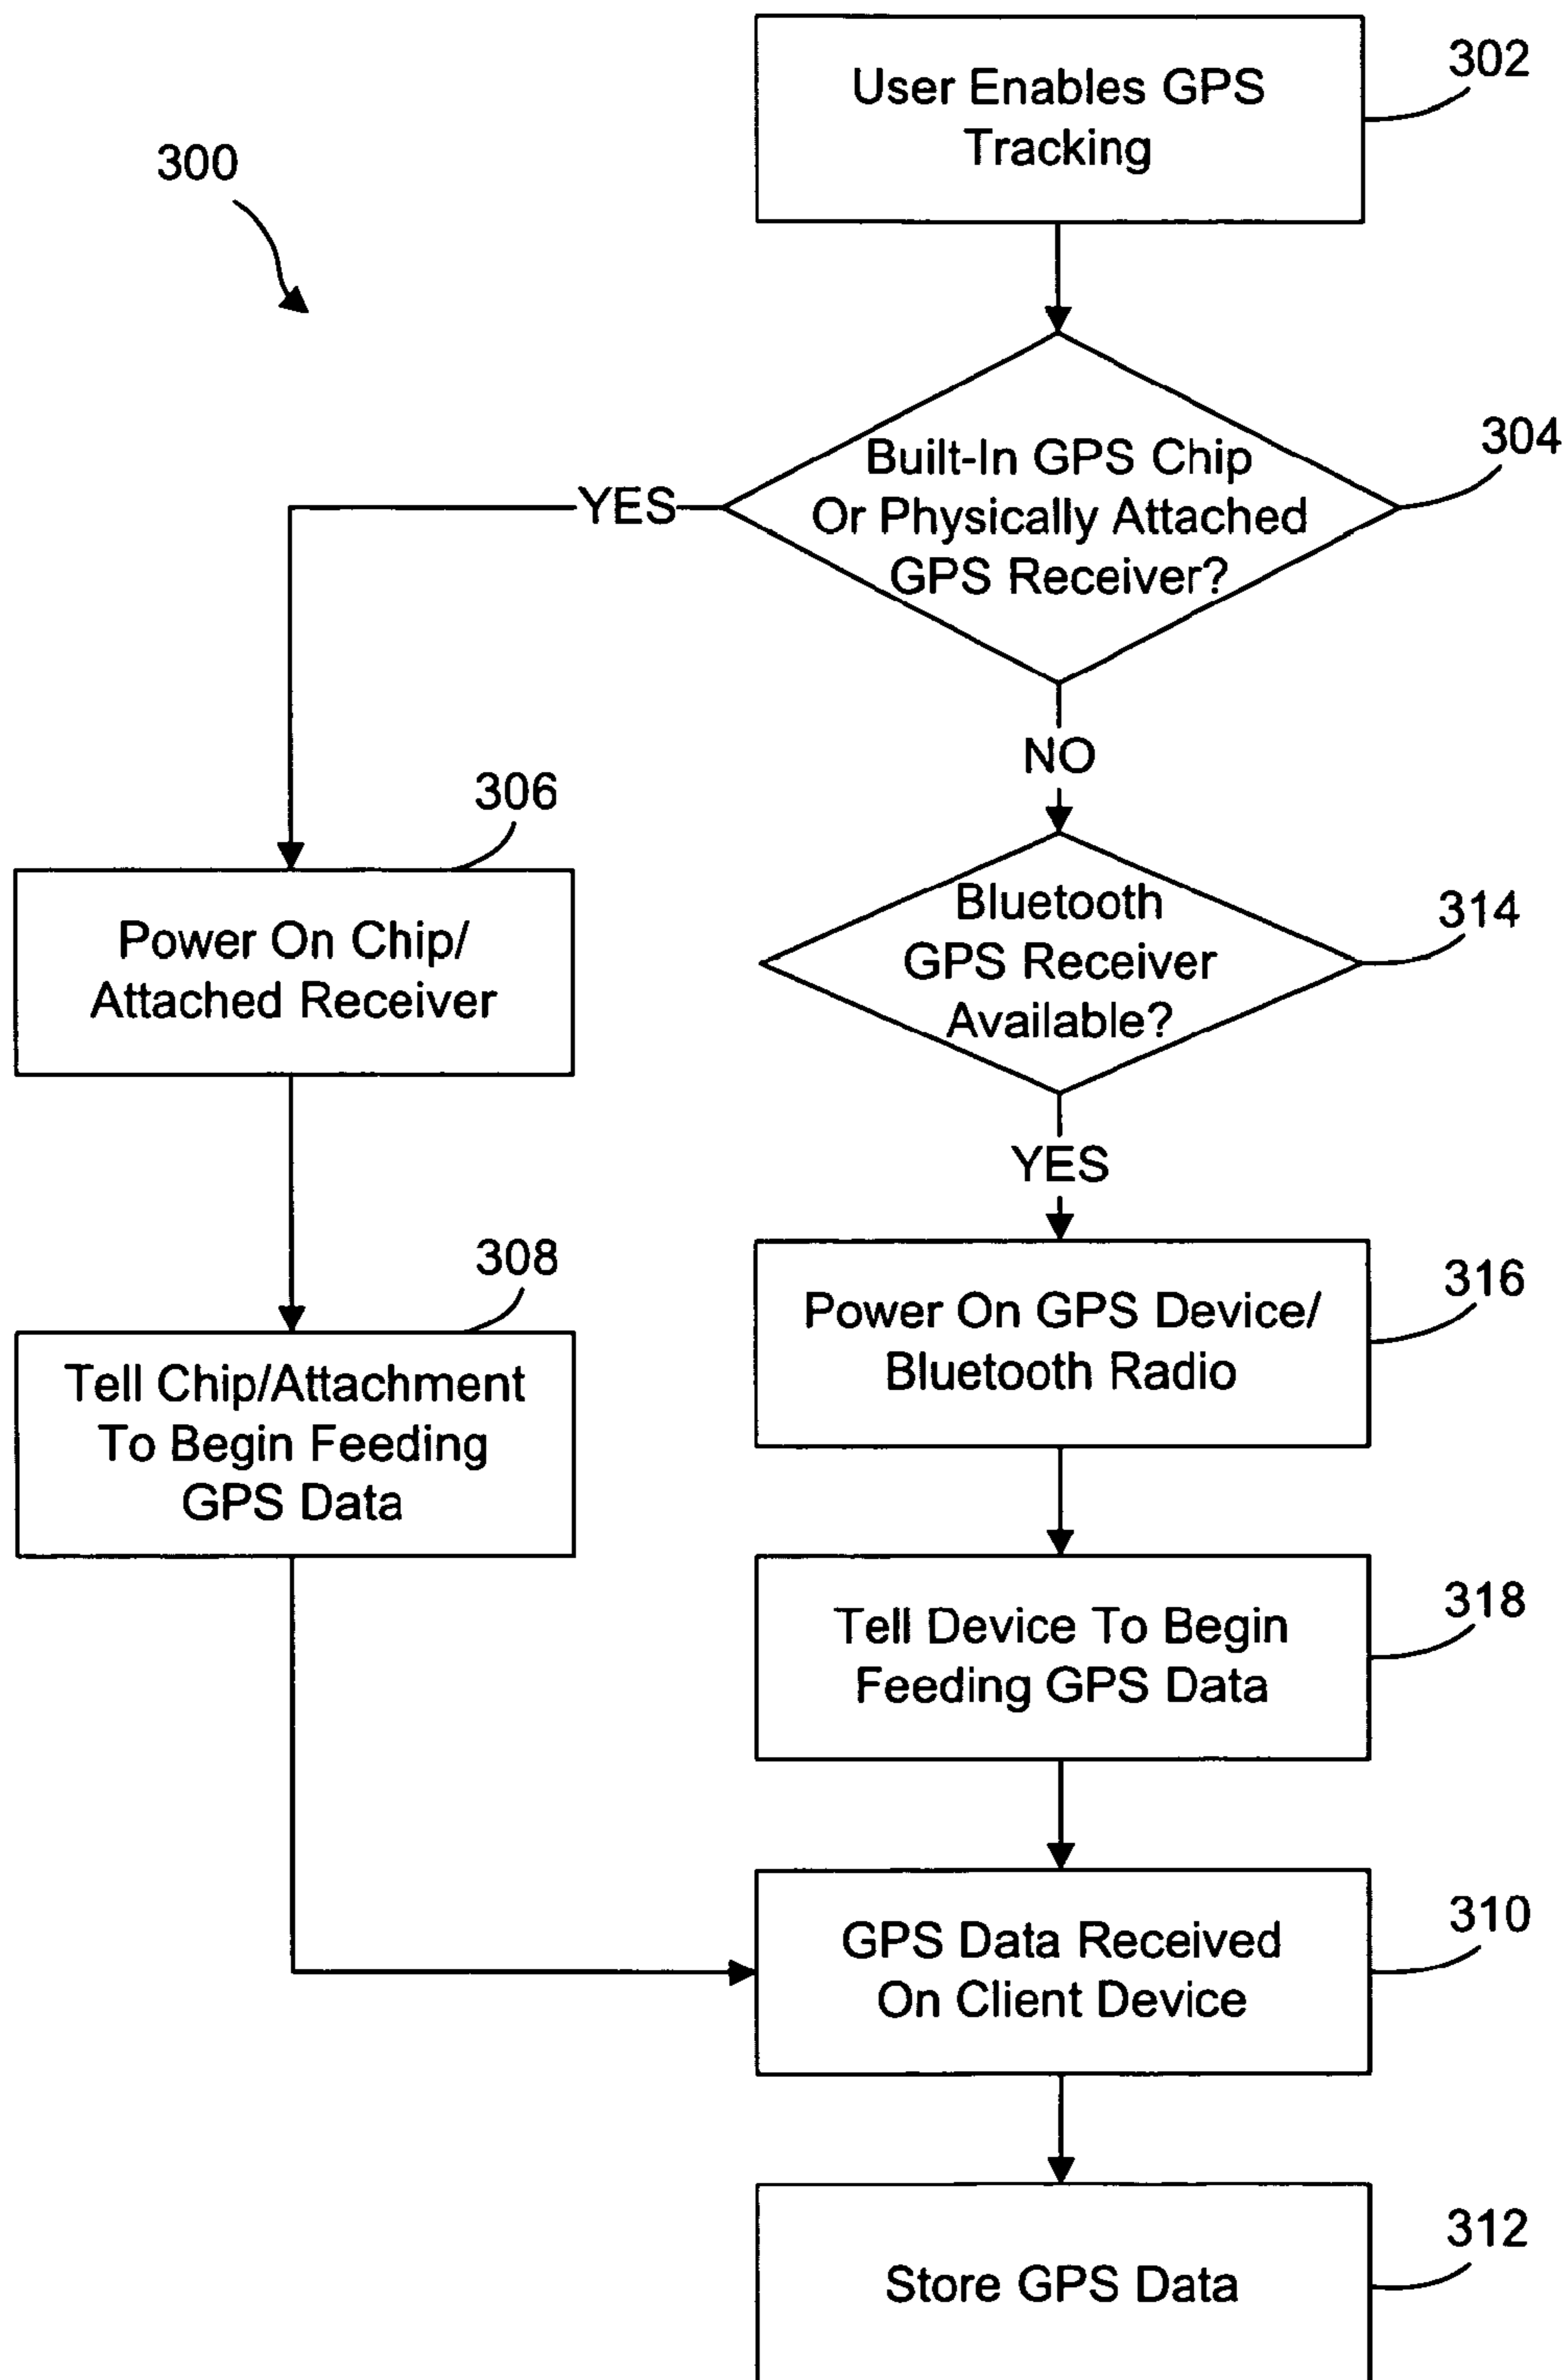 302
User Enables GPS
Tracking
300
304
Built-In GPS Chip
Or Physically Attached
GPS Receiver?
YES
NO
306
Power On Chip/
Attached Receiver
314
Bluetooth
GPS Receiver
Available?
YES
308
Tell Chip/Attachment
To Begin Feeding
GPS Data
316
Power On GPS Device/
Bluetooth Radio
318
Tell Device To Begin
Feeding GPS Data
310
GPS Data Received
On Client Device
312
Store GPS Data